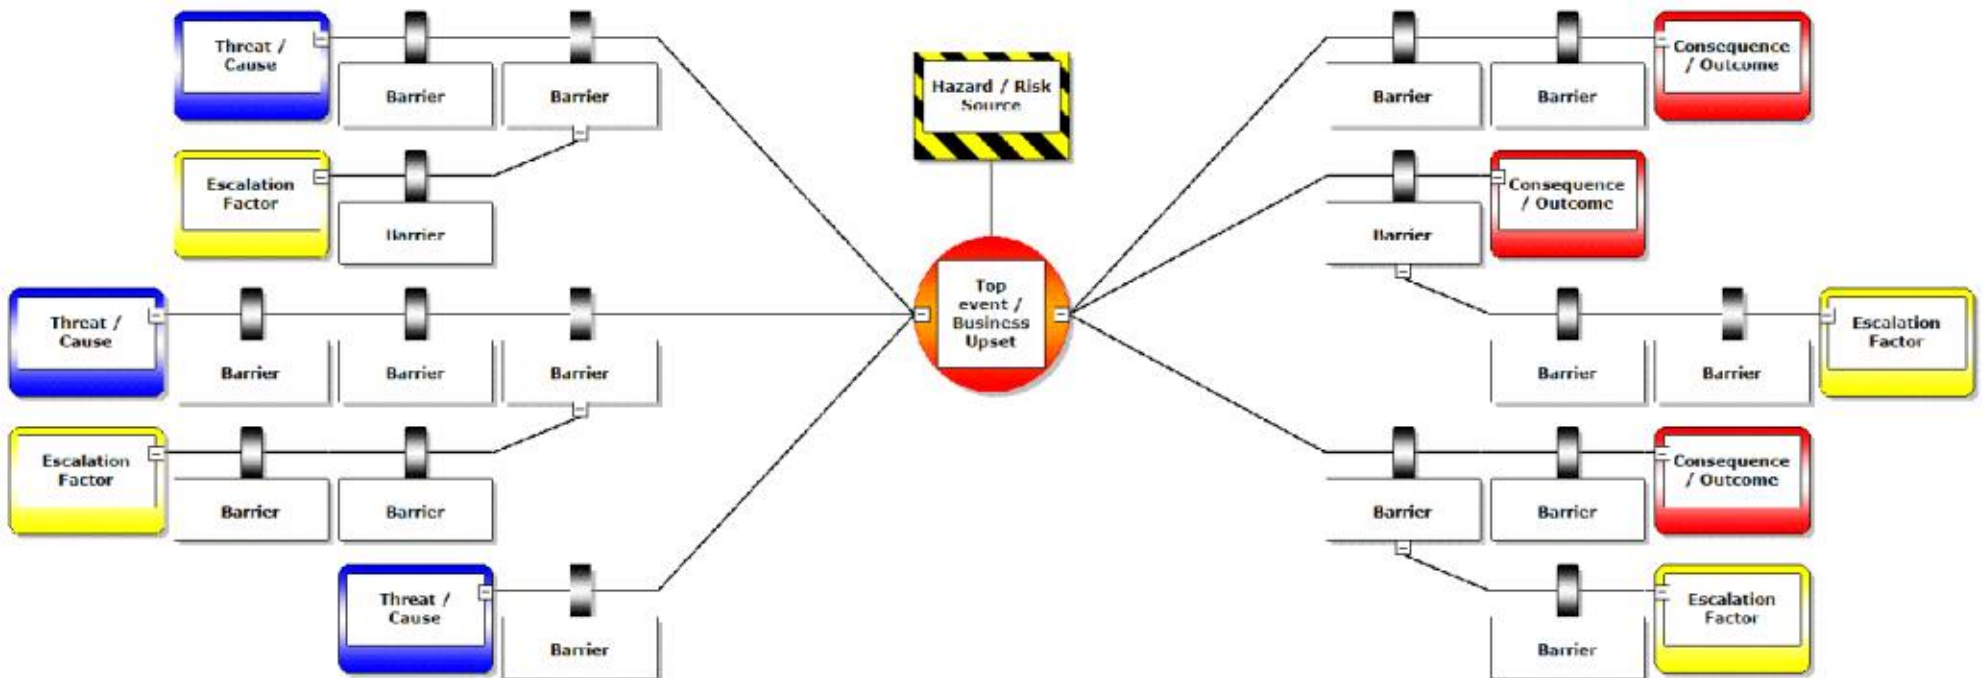 Threat /
Cause
Barrier
Barrier
Hazard / Risk
Source
Barrier
Barrier
Consequence
/ Outcome
Escalation
Factor
Barrier
Barrier
Consequence
/ Outcome
Threat /
Cause
Barrier
Barrier
Barrier
Top
event /
Business
Upset
Barrier
Barrier
Escalation
Factor
Escalation
Factor
Barrier
Barrier
Barrier
Barrier
Consequence
/ Outcome
Threat /
Cause
Barrier
Barrier
Escalation
Factor